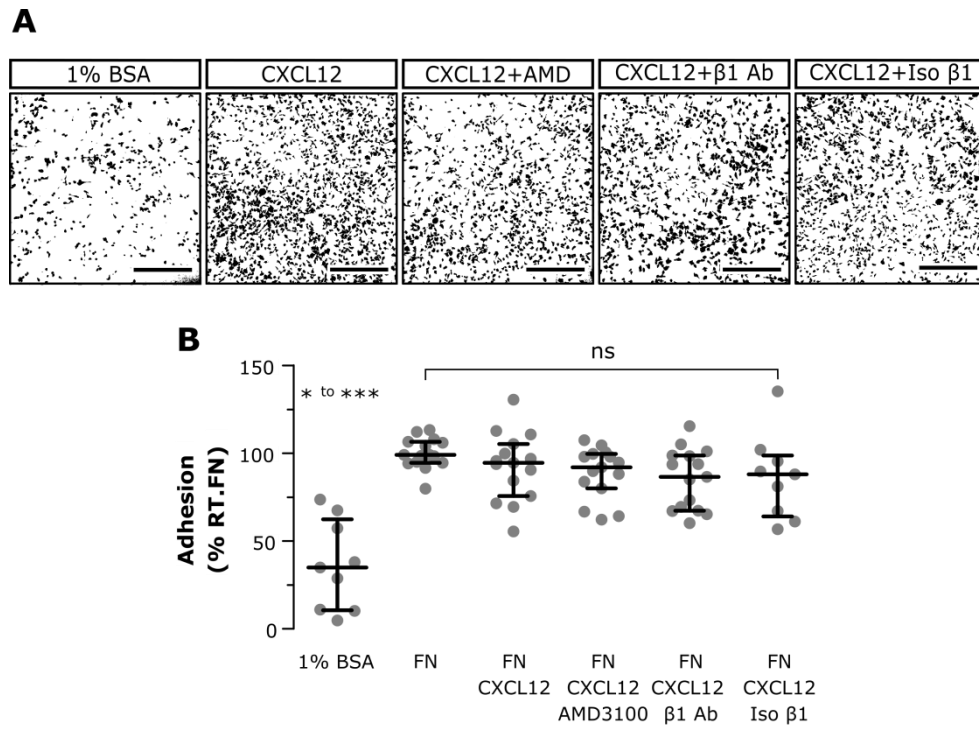 A
1% BSA
CXCL12
CXCL12+AMD
CXCL12+β1 Ab
CXCL12+Iso β1
B
Adhesion
(% RT.FN)
150
100
50
0
* to ***
ns
1% BSA
FN
FN
CXCL12
FN
CXCL12
AMD3100
FN
CXCL12
β1 Ab
FN
CXCL12
Iso β1